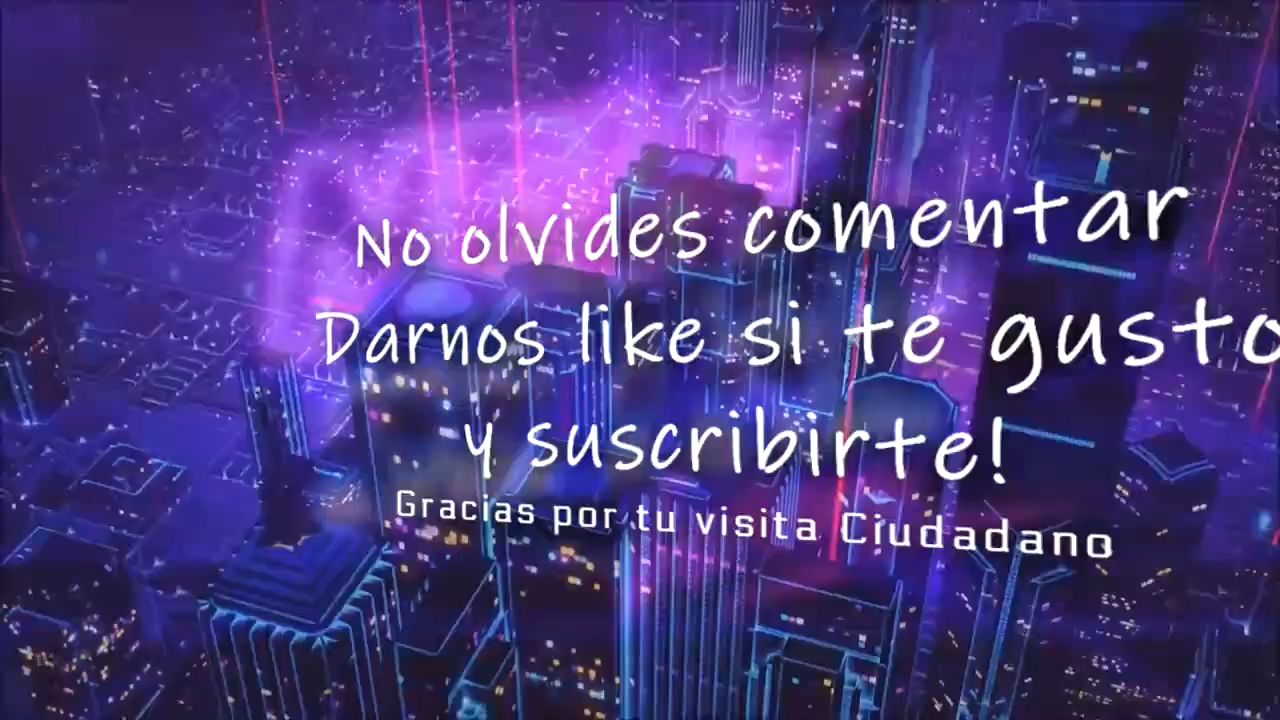 No olvides comentar
Darnos like si te gusto
y suscribirte!
Gracias por tu visita Ciudadano